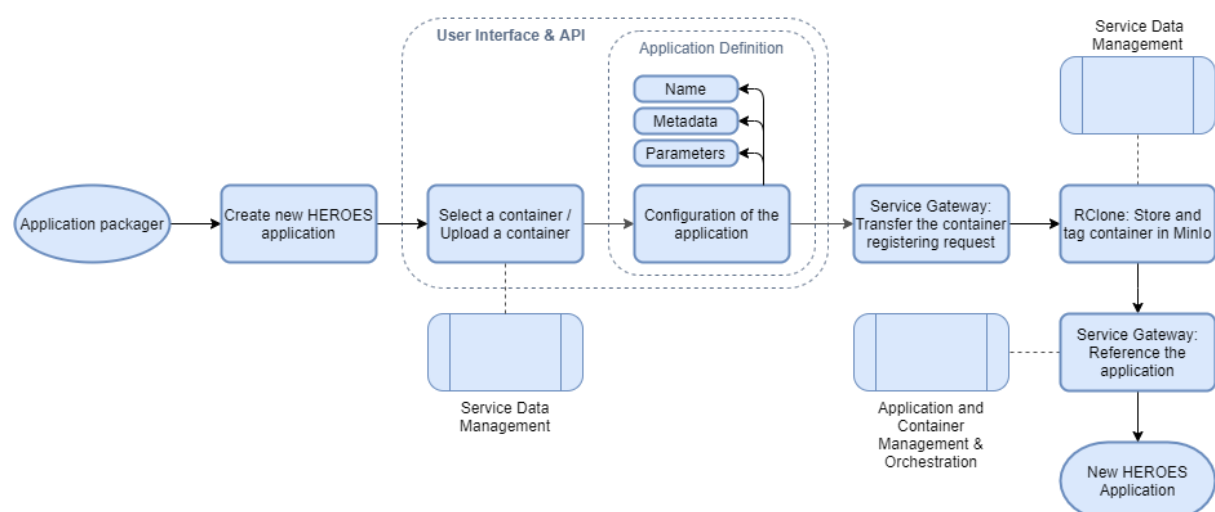 User Interface & API
Application Definition
Name
Metadata
Parameters
Service Data
Management
Application packager
Create new HEROES
application
Select a container /
Upload a container
Configuration of the
application
Service Gateway:
Transfer the container
registering request
RClone: Store and
tag container in MinIo
Service Data
Management
Application and
Container
Management &
Orchestration
Service Gateway:
Reference the
application
New HEROES
Application